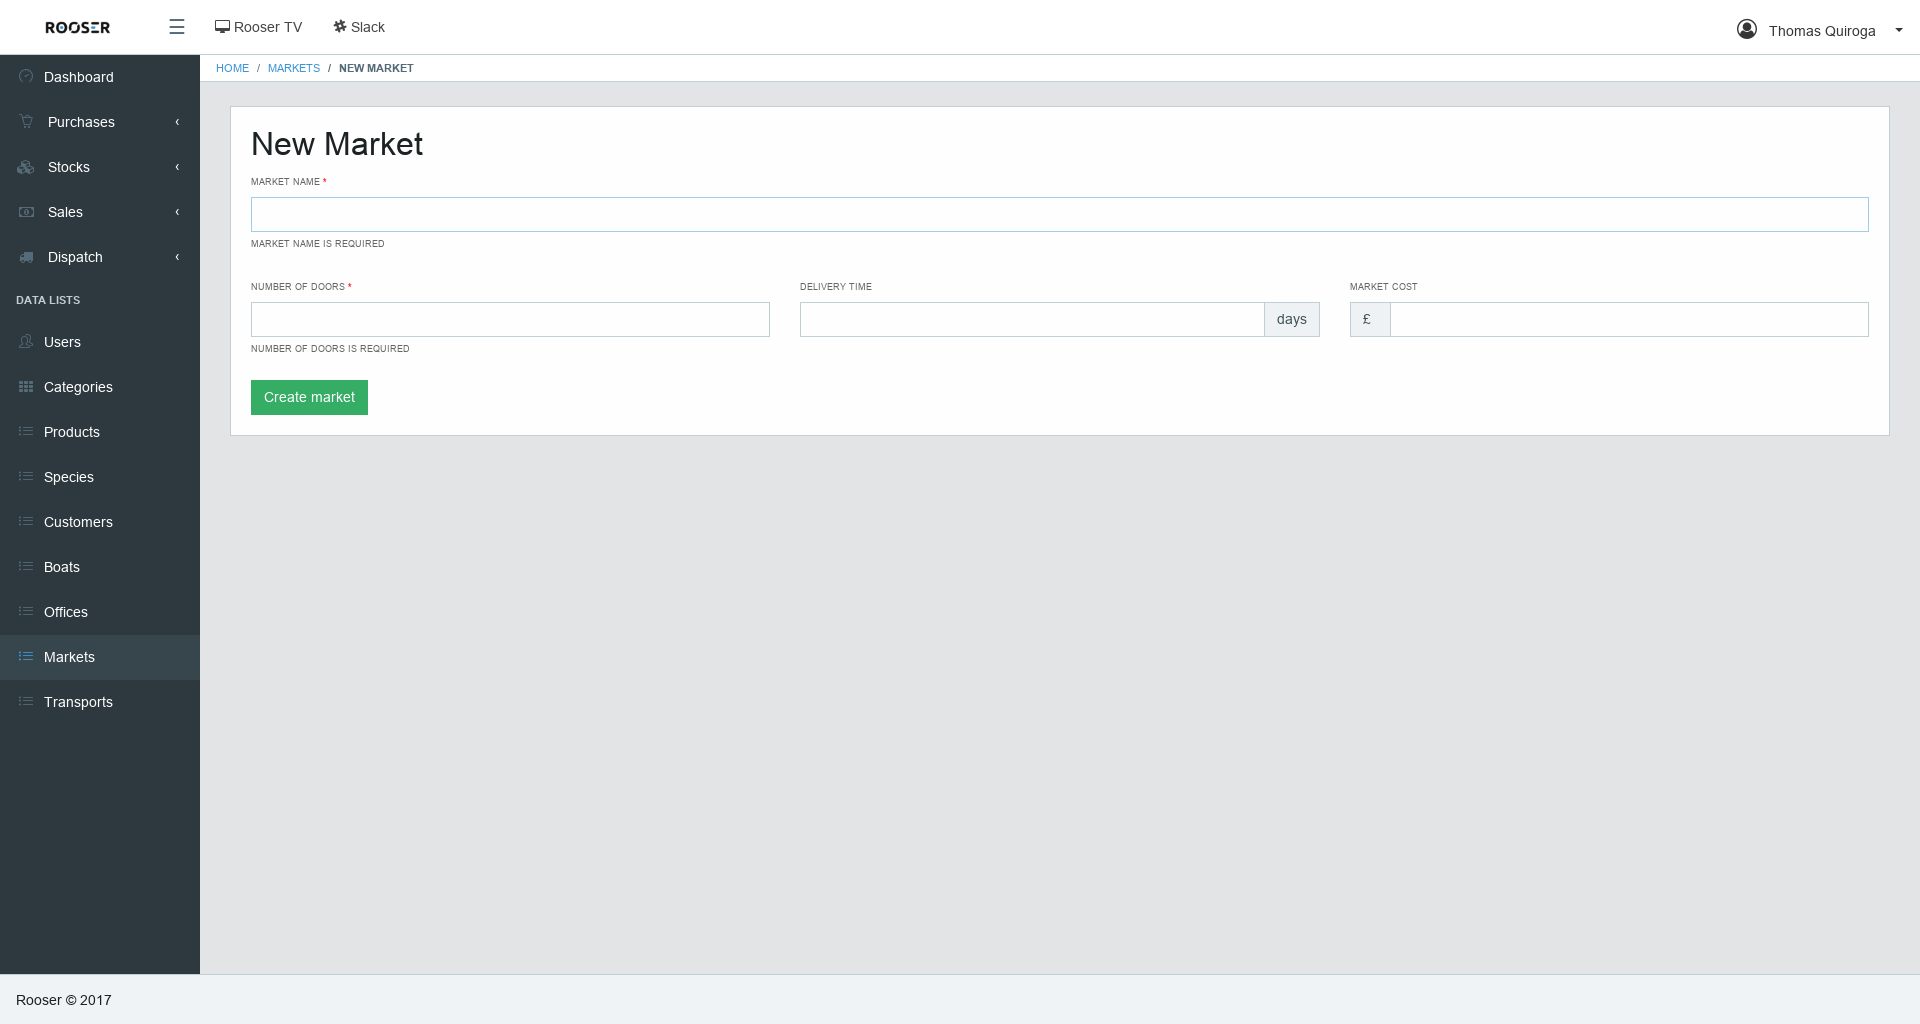 ROOSER
☰
Rooser TV
Slack
Thomas Quiroga
HOME / MARKETS / NEW MARKET
Dashboard
Purchases ‹
Stocks ‹
Sales ‹
Dispatch ‹
DATA LISTS
Users
Categories
Products
Species
Customers
Boats
Offices
Markets
Transports
New Market
MARKET NAME *
MARKET NAME IS REQUIRED
NUMBER OF DOORS *
NUMBER OF DOORS IS REQUIRED
DELIVERY TIME
days
MARKET COST
£
Create market
Rooser © 2017